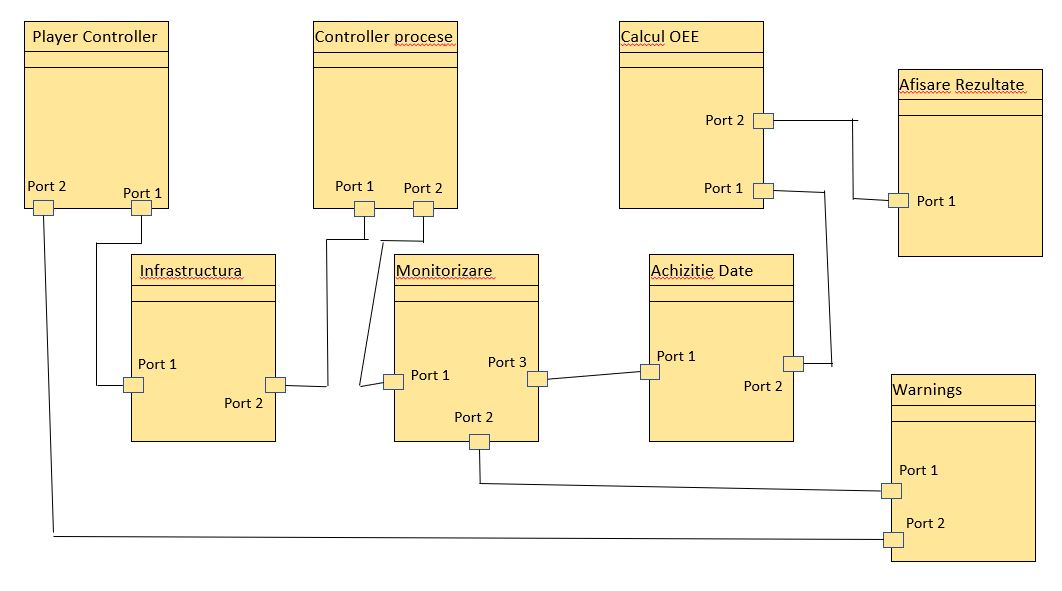 Player Controller
Port 2
Port 1
Controller procese
Port 1
Port 2
Calcul OEE
Port 2
Port 1
Afisare Rezultate
Port 1
Infrastructura
Port 1
Port 2
Monitorizare
Port 3
Port 1
Port 2
Achizitie Date
Port 1
Port 2
Warnings
Port 1
Port 2